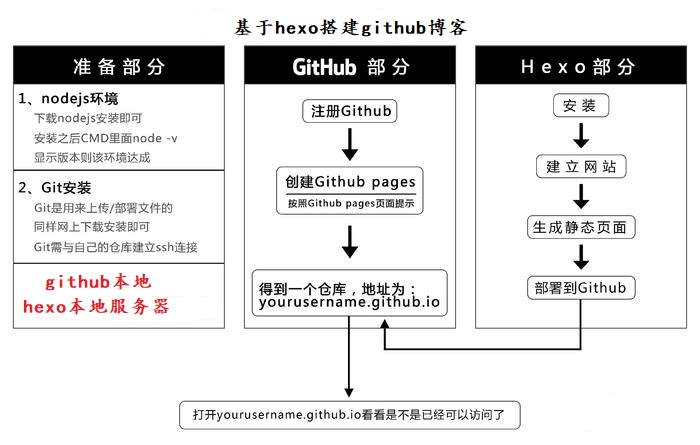 基于hexo搭建github博客
准备部分
1、nodejs环境
下载nodejs安装即可
安装之后CMD里面node -v
显示版本则该环境达成
2、Git安装
Git是用来上传/部署文件的
同样网上下载安装即可
Git需与自己的仓库建立ssh连接
github本地
hexo本地服务器
GitHub 部分
注册Github
创建Github pages
按照Github pages页面提示
得到一个仓库，地址为：
yourusername.github.io
Hexo部分
安装
建立网站
生成静态页面
部署到Github
打开yourusername.github.io看看是不是已经可以访问了